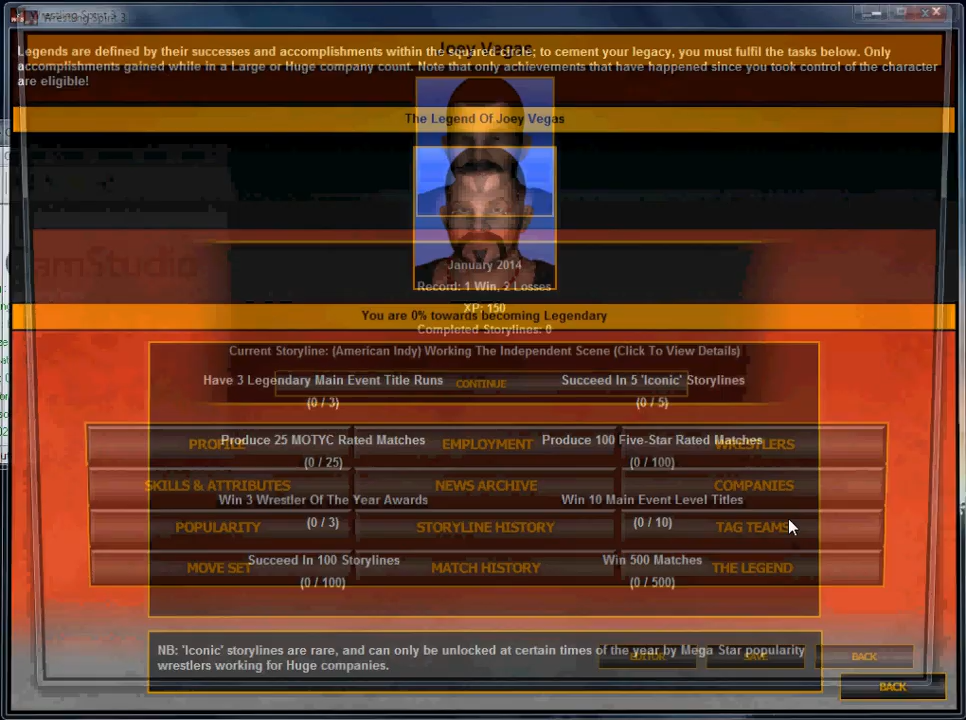 Wrestling Spirit 3
Joey Vegas
Legends are defined by their successes and accomplishments within the squared circle; to cement your legacy, you must fulfil the tasks below. Only
accomplishments gained while in a Large or Huge company count. Note that only achievements that have happened since you took control of the character
are eligible!
The Legend Of Joey Vegas
CamStudio
January 2014
Record: 1 Win, 2 Losses
XP: 150
You are 0% towards becoming Legendary
Completed Storylines: 0
Current Storyline: (American Indy) Working The Independent Scene (Click To View Details)
Have 3 Legendary Main Event Title Runs
CONTINUE
Succeed In 5 'Iconic' Storylines
(0 / 3)
(0 / 5)
PROFILE
Produce 25 MOTYC Rated Matches
EMPLOYMENT
Produce 100 Five-Star Rated Matches
WRESTLERS
(0 / 25)
(0 / 100)
SKILLS & ATTRIBUTES
NEWS ARCHIVE
COMPANIES
Win 3 Wrestler Of The Year Awards
Win 10 Main Event Level Titles
POPULARITY
(0 / 3)
STORYLINE HISTORY
(0 / 10)
TAG TEAMS
MOVE SET
Succeed In 100 Storylines
MATCH HISTORY
Win 500 Matches
THE LEGEND
(0 / 100)
(0 / 500)
NB: 'Iconic' storylines are rare, and can only be unlocked at certain times of the year by Mega Star popularity
wrestlers working for Huge companies.
EDITOR
SAVE
BACK
BACK